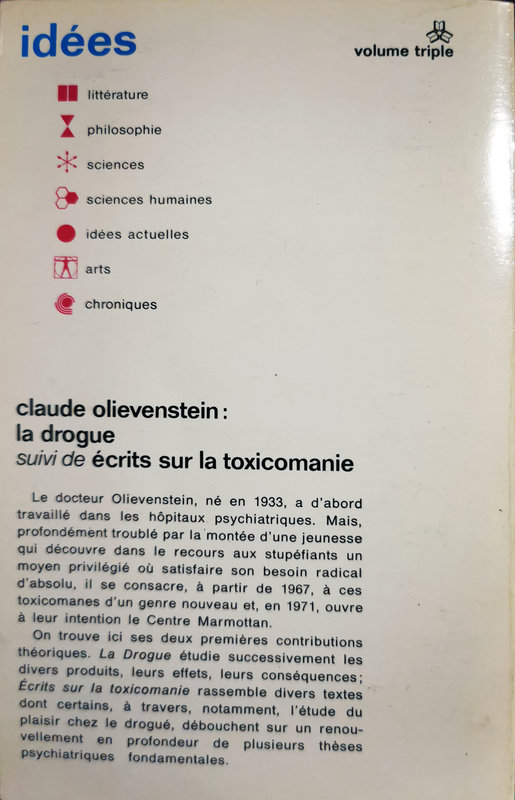 idées
volume triple
littérature
philosophie
sciences
sciences humaines
idées actuelles
arts
chroniques
claude olievenstein :
la drogue
suivi de écrits sur la toxicomanie
Le docteur Olievenstein, né en 1933, a d'abord
travaillé dans les hôpitaux psychiatriques. Mais,
profondément troublé par la montée d'une jeunesse
qui découvre dans le recours aux stupéfiants un
moyen privilégié où satisfaire son besoin radical
d'absolu, il se consacre, à partir de 1967, à ces
toxicomanes d'un genre nouveau et, en 1971, ouvre
à leur intention le Centre Marmottan.
On trouve ici ses deux premières contributions
théoriques. La Drogue étudie successivement les
divers produits, leurs effets, leurs conséquences ;
Écrits sur la toxicomanie rassemble divers textes
dont certains, à travers, notamment, l'étude du
plaisir chez le drogué, débouchent sur un renou-
vellement en profondeur de plusieurs thèses
psychiatriques fondamentales.